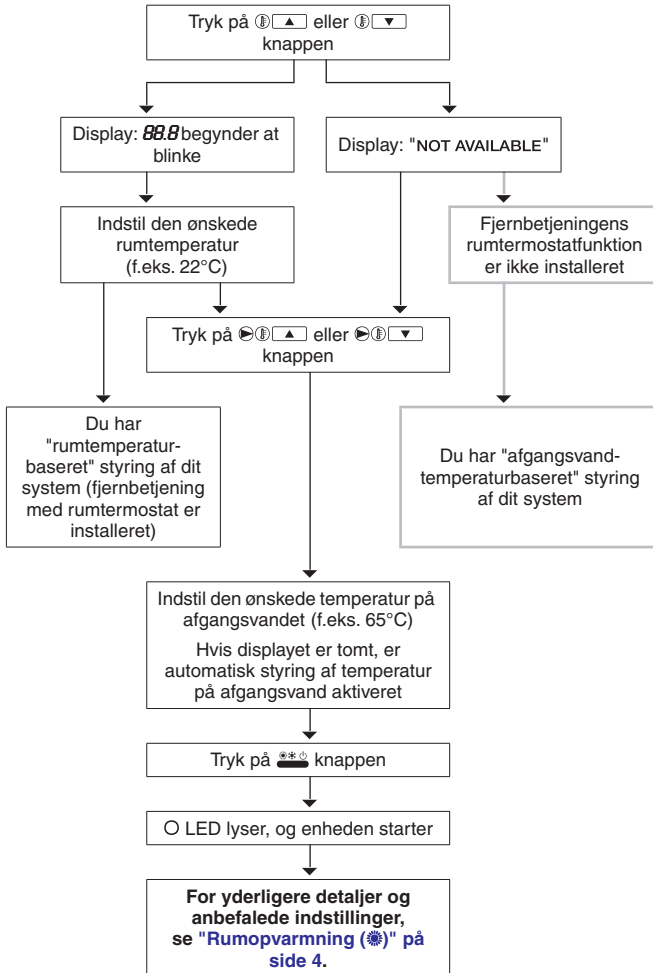 Tryk på ▲ eller ▼
knappen
Display: 88.8 begynder at
blinke
Display: "NOT AVAILABLE"
Indstil den ønskede
rumtemperatur
(f.eks. 22°C)
Fjernbetjeningens
rumtermostatfunktion
er ikke installeret
Tryk på ▲ eller ▼
knappen
Du har
"rumtemperatur-
baseret" styring af dit
system (fjernbetjening
med rumtermostat er
installeret)
Du har "afgangsvand-
temperaturbaseret" styring
af dit system
Indstil den ønskede temperatur på
afgangsvandet (f.eks. 65°C)
Hvis displayet er tomt, er
automatisk styring af temperatur
på afgangsvand aktiveret
Tryk på knappen
LED lyser, og enheden starter
For yderligere detaljer og
anbefalede indstillinger,
se "Rumopvarmning (☀)" på
side 4.